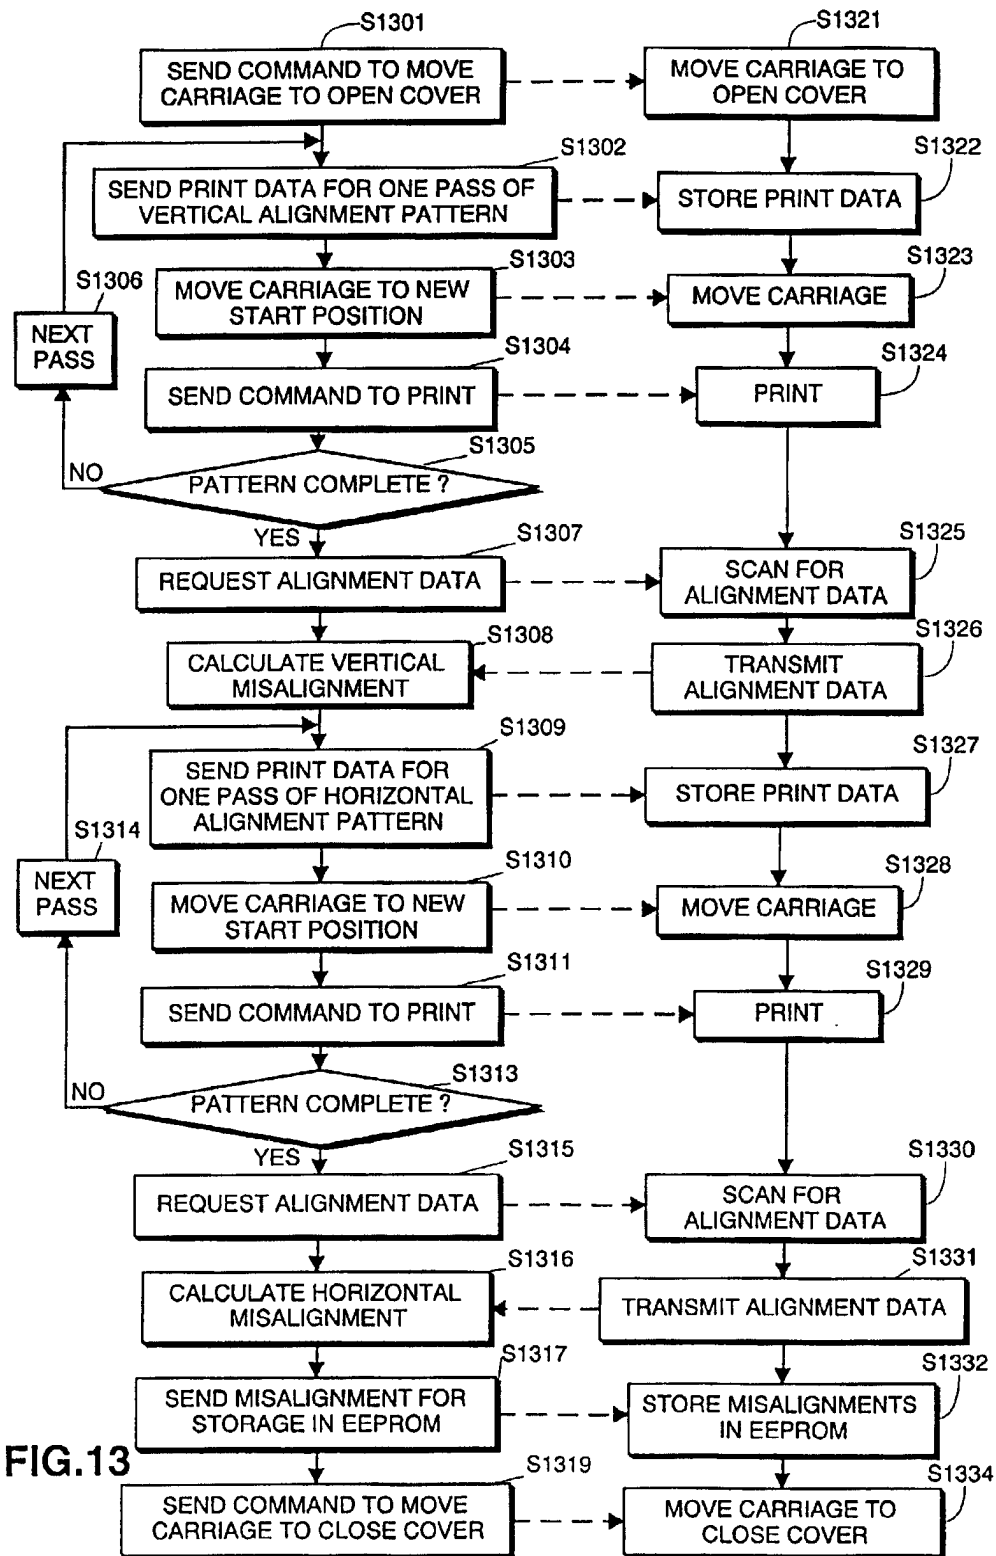 S1301
SEND COMMAND TO MOVE
CARRIAGE TO OPEN COVER
S1321
MOVE CARRIAGE TO
OPEN COVER
S1302
SEND PRINT DATA FOR ONE PASS OF
VERTICAL ALIGNMENT PATTERN
S1322
STORE PRINT DATA
S1303
MOVE CARRIAGE TO NEW
START POSITION
S1323
MOVE CARRIAGE
S1306
NEXT
PASS
S1304
SEND COMMAND TO PRINT
S1324
PRINT
S1305
PATTERN COMPLETE ?
NO
YES
S1307
REQUEST ALIGNMENT DATA
S1325
SCAN FOR
ALIGNMENT DATA
S1308
CALCULATE VERTICAL
MISALIGNMENT
S1326
TRANSMIT
ALIGNMENT DATA
S1309
SEND PRINT DATA FOR
ONE PASS OF HORIZONTAL
ALIGNMENT PATTERN
S1327
STORE PRINT DATA
S1314
NEXT
PASS
S1310
MOVE CARRIAGE TO NEW
START POSITION
S1328
MOVE CARRIAGE
S1311
SEND COMMAND TO PRINT
S1329
PRINT
S1313
PATTERN COMPLETE ?
NO
YES
S1315
REQUEST ALIGNMENT DATA
S1330
SCAN FOR
ALIGNMENT DATA
S1316
CALCULATE HORIZONTAL
MISALIGNMENT
S1331
TRANSMIT ALIGNMENT DATA
S1317
SEND MISALIGNMENT FOR
STORAGE IN EEPROM
S1332
STORE MISALIGNMENTS
IN EEPROM
FIG.13
S1319
SEND COMMAND TO MOVE
CARRIAGE TO CLOSE COVER
S1334
MOVE CARRIAGE TO
CLOSE COVER